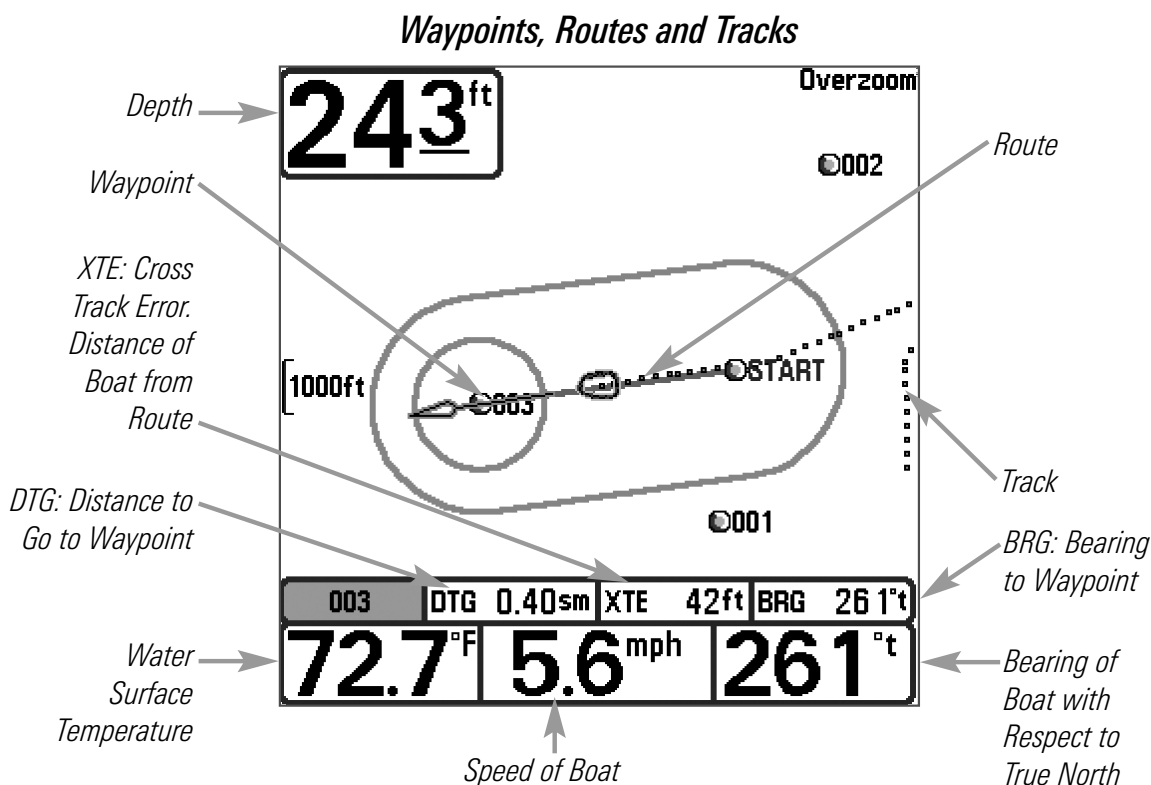 Waypoints, Routes and Tracks
Depth
243 ft
Overzoom
Waypoint
002
Route
XTE: Cross
Track Error.
Distance of
Boat from
Route
1000ft
003
START
Track
DTG: Distance to
Go to Waypoint
001
BRG: Bearing
to Waypoint
003 DTG 0.40sm XTE 42ft BRG 261°t
72.7°F 5.6mph 261°t
Water
Surface
Temperature
Speed of Boat
Bearing of
Boat with
Respect to
True North